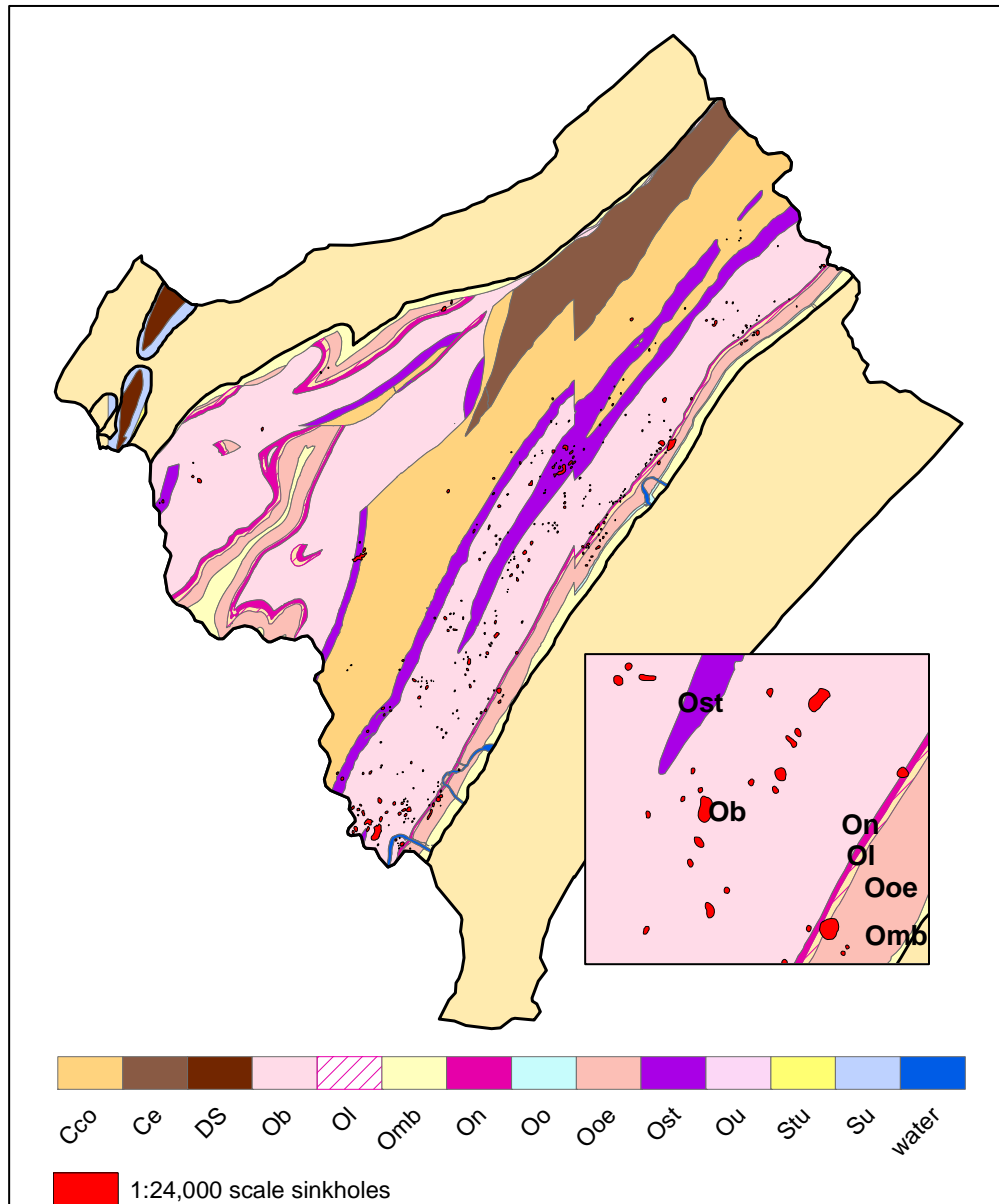 Ost
Ob
On
Ol
Ooe
Omb
Cco
Ce
DS
Ob
Ol
Omb
On
Oo
Ooe
Ost
Ou
Stu
Su
water
1:24,000 scale sinkholes